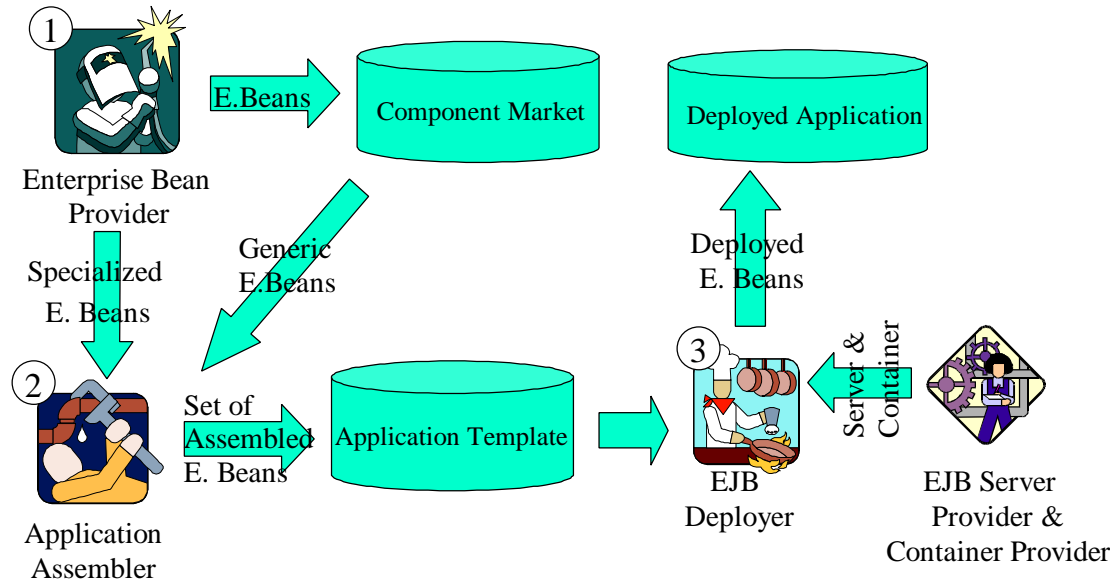 1
E.Beans
Component Market
Deployed Application
Enterprise Bean
Provider
Specialized
E. Beans
Generic
E.Beans
Deployed
E. Beans
2
Set of
Assembled
E. Beans
Application Template
3
Server &
Container
Application
Assembler
EJB
Deployer
EJB Server
Provider &
Container Provider